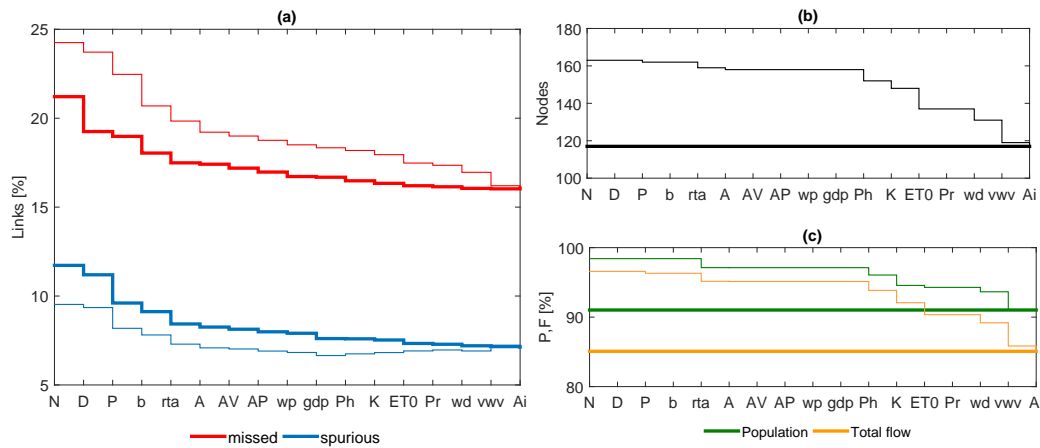 (a)
25
20
15
10
5
Links [%]
N D P b rta A AV AP wp gdp Ph K ET0 Pr wd vwv Ai
missed spurious
(b)
180
160
140
120
100
Nodes
N D P b rta A AV AP wp gdp Ph K ET0 Pr wd vwv Ai
(c)
100
90
80
P,F [%]
N D P b rta A AV AP wp gdp Ph K ET0 Pr wd vwv A
Population Total flow